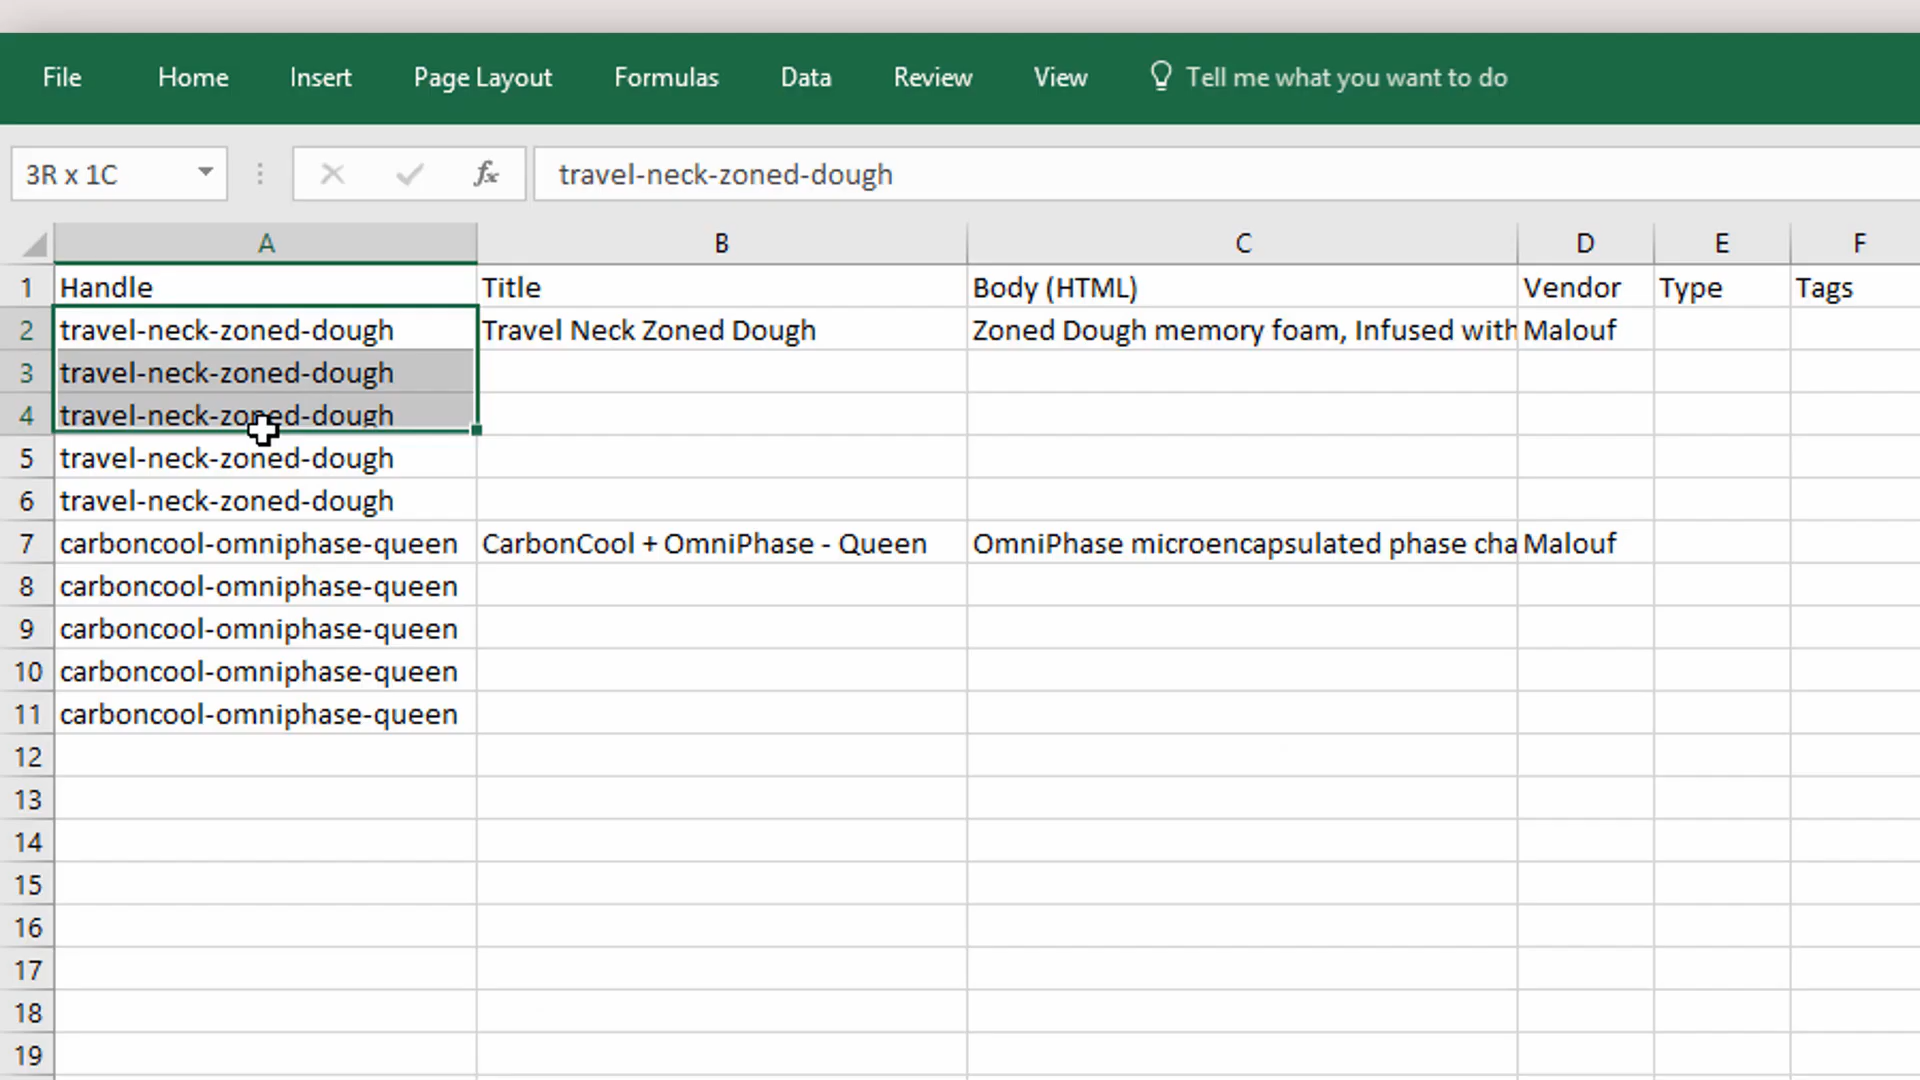 File Home Insert Page Layout Formulas Data Review View Tell me what you want to do
3R x 1C fx travel-neck-zoned-dough
A B C D E F
1 Handle Title Body (HTML) Vendor Type Tags
2 travel-neck-zoned-dough Travel Neck Zoned Dough Zoned Dough memory foam, Infused with Malouf
3 travel-neck-zoned-dough
4 travel-neck-zoned-dough
5 travel-neck-zoned-dough
6 travel-neck-zoned-dough
7 carboncool-omniphase-queen CarbonCool + OmniPhase - Queen OmniPhase microencapsulated phase cha Malouf
8 carboncool-omniphase-queen
9 carboncool-omniphase-queen
10 carboncool-omniphase-queen
11 carboncool-omniphase-queen
12
13
14
15
16
17
18
19